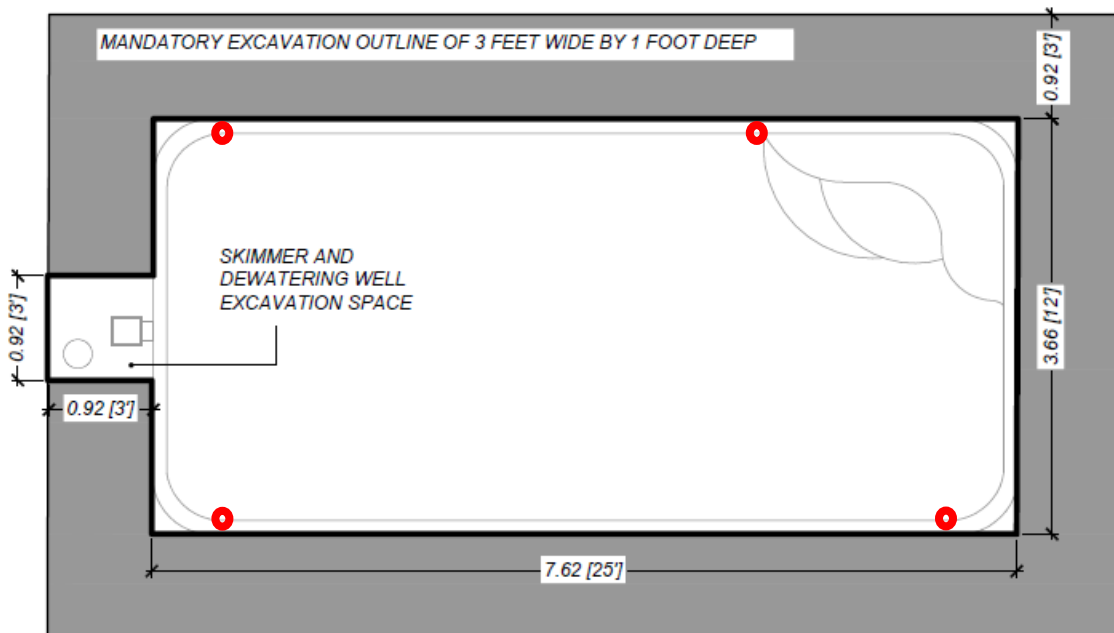 MANDATORY EXCAVATION OUTLINE OF 3 FEET WIDE BY 1 FOOT DEEP
0.92 [3']
SKIMMER AND
DEWATERING WELL
EXCAVATION SPACE
0.92 [3']
3.66 [12']
0.92 [3']
7.62 [25']